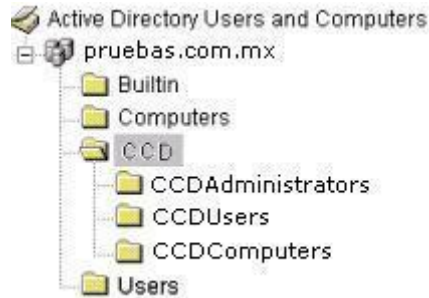 Active Directory Users and Computers
pruebas.com.mx
Builtin
Computers
CCD
CCDAdministrators
CCDUsers
CCDComputers
Users